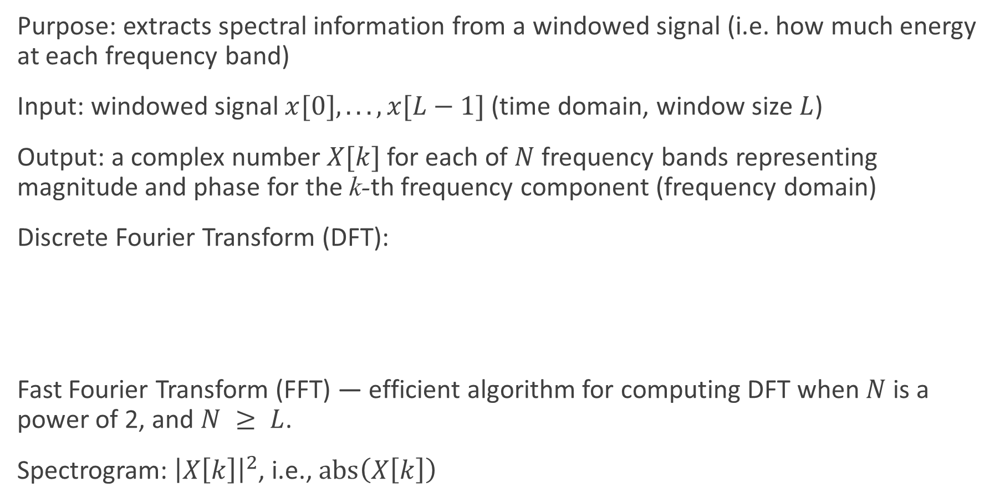 Purpose: extracts spectral information from a windowed signal (i.e. how much energy
at each frequency band)
Input: windowed signal x[0],...,x[L − 1] (time domain, window size L)
Output: a complex number X[k] for each of N frequency bands representing
magnitude and phase for the k-th frequency component (frequency domain)
Discrete Fourier Transform (DFT):
Fast Fourier Transform (FFT) — efficient algorithm for computing DFT when N is a
power of 2, and N ≥ L.
Spectrogram: |X[k]|², i.e., abs(X[k])